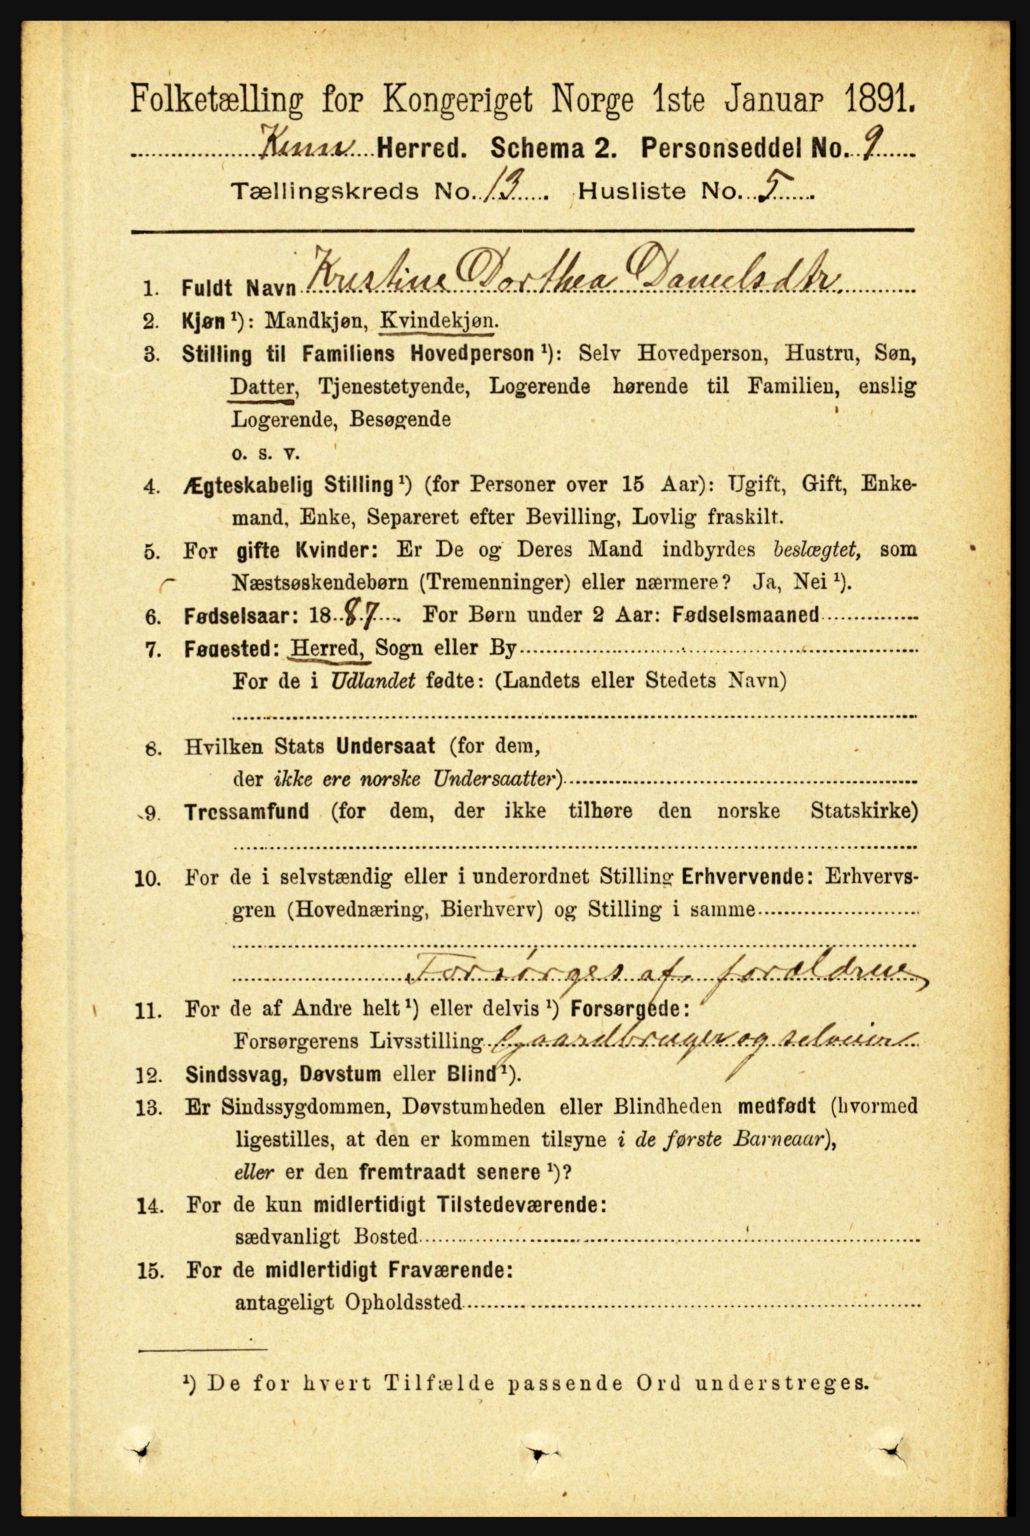 Folketælling for Kongeriget Norge 1ste Januar 1891.
Kinn Herred. Schema 2. Personseddel No. 9
Tællingskreds No. 13. Husliste No. 5.
1. Fuldt Navn Kristine Dorthea Danielsdtr.
2. Kjøn ¹): Mandkjøn, Kvindekjøn.
3. Stilling til Familiens Hovedperson ¹): Selv Hovedperson, Hustru, Søn,
Datter, Tjenestetyende, Logerende hørende til Familien, enslig
Logerende, Besøgende
o. s. v.
4. Ægteskabelig Stilling ¹) (for Personer over 15 Aar): Ugift, Gift, Enke-
mand, Enke, Separeret efter Bevilling, Lovlig fraskilt.
5. For gifte Kvinder: Er De og Deres Mand indbyrdes beslægtet, som
Næstsøskendebørn (Tremenninger) eller nærmere? Ja, Nei ¹).
6. Fødselsaar: 1887. For Børn under 2 Aar: Fødselsmaaned
7. Fødested: Herred, Sogn eller By
For de i Udlandet fødte: (Landets eller Stedets Navn)
8. Hvilken Stats Undersaat (for dem,
der ikke ere norske Undersaatter)
9. Trossamfund (for dem, der ikke tilhøre den norske Statskirke)
10. For de i selvstændig eller i underordnet Stilling Erhvervende: Erhvervs-
gren (Hovednæring, Bierhverv) og Stilling i samme
Forsørges af forældrene
11. For de af Andre helt ¹) eller delvis ¹) Forsørgede:
Forsørgerens Livsstilling Gaardbruger og selveier
12. Sindssvag, Døvstum eller Blind ¹).
13. Er Sindssygdommen, Døvstumheden eller Blindheden medfødt (hvormed
ligestilles, at den er kommen tilsyne i de første Barneaar),
eller er den fremtraadt senere ¹)?
14. For de kun midlertidigt Tilstedeværende:
sædvanligt Bosted
15. For de midlertidigt Fraværende:
antageligt Opholdssted
¹) De for hvert Tilfælde passende Ord understreges.